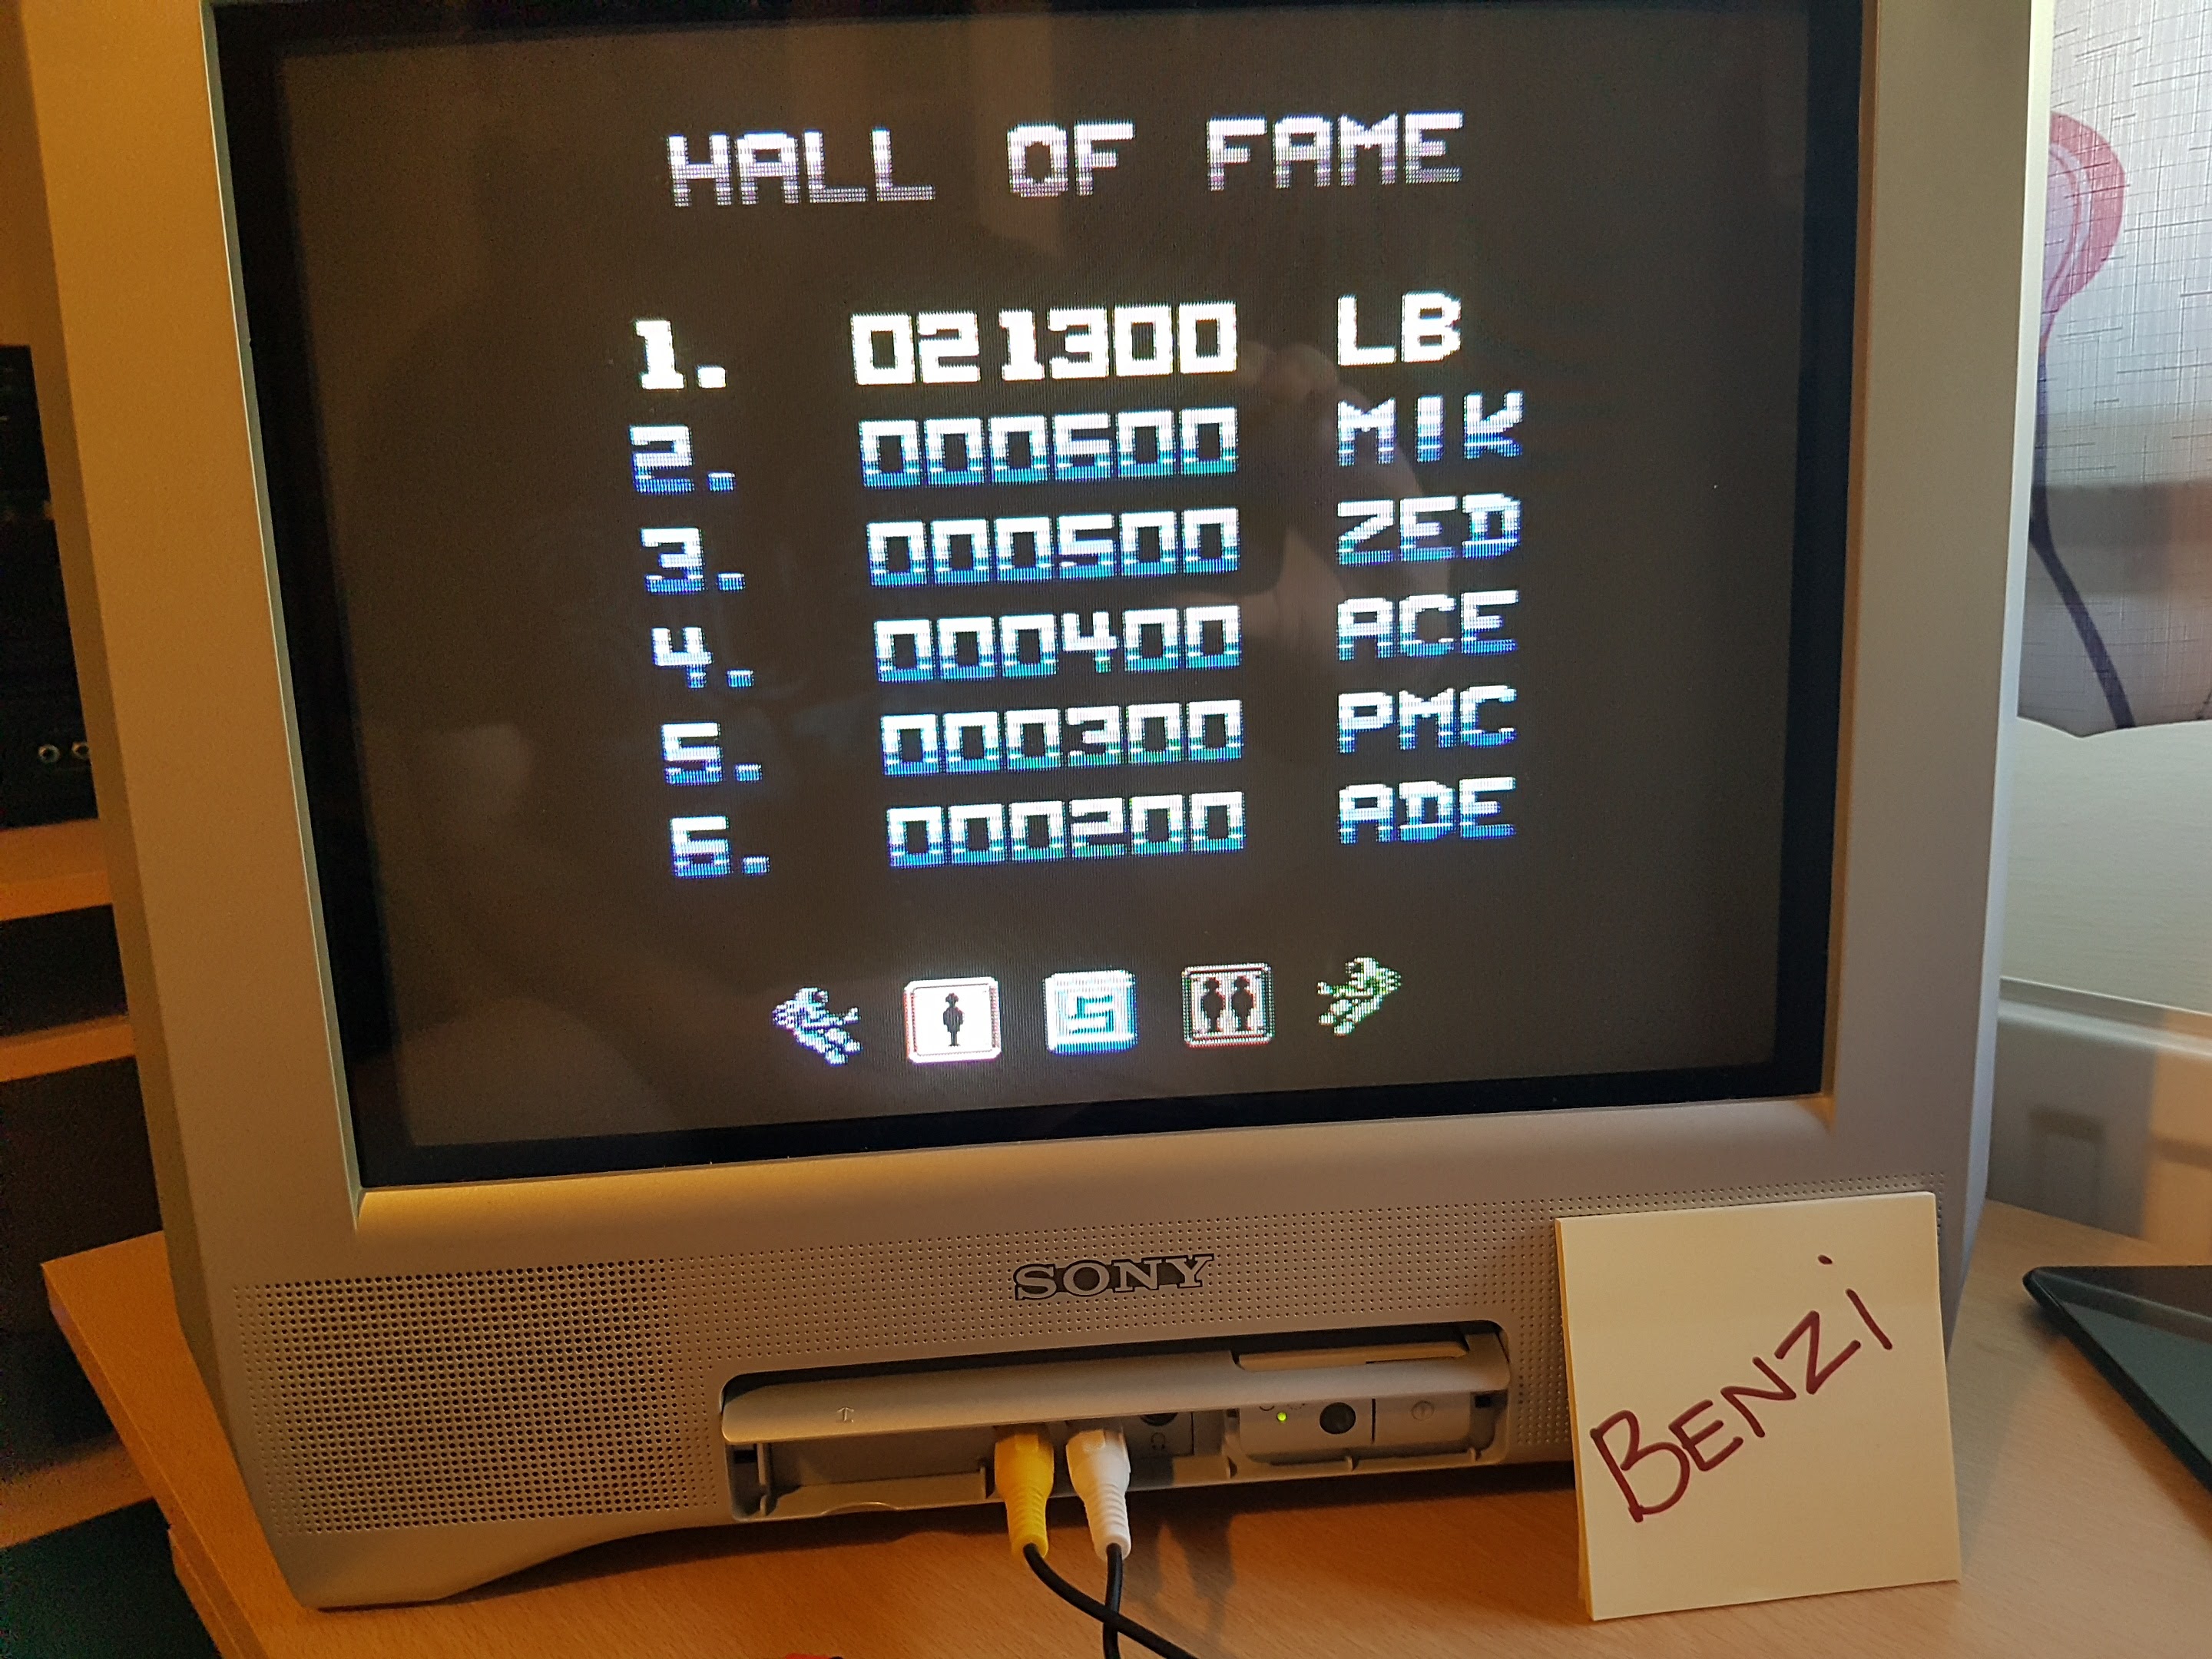 HALL OF FAME
1. 021300 LB
2. 000600 MIK
3. 000500 ZED
4. 000400 ACE
5. 000300 PMC
6. 000200 ADE
SONY
BENZi